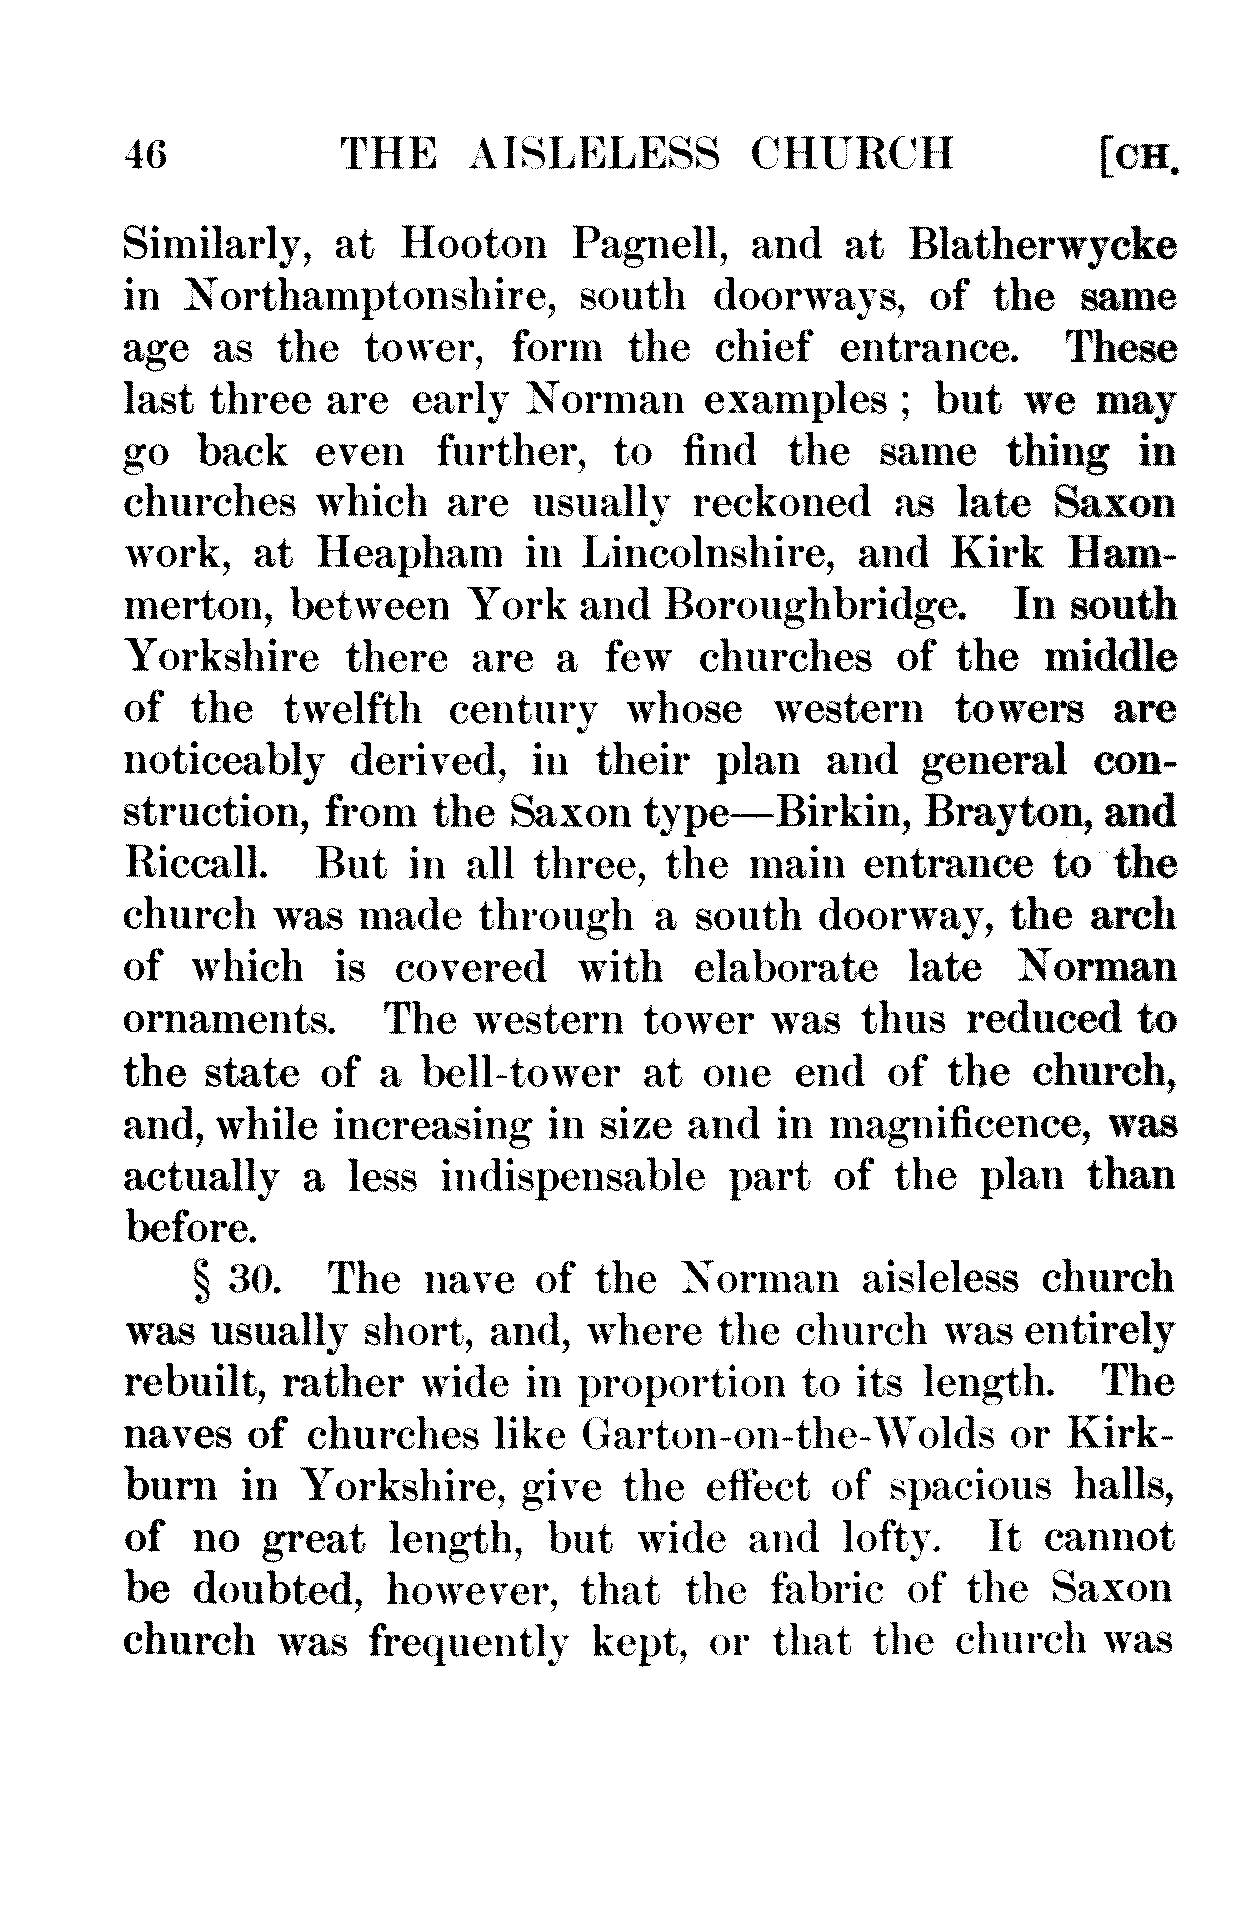 46 THE AISLELESS CHURCH [CH.
Similarly, at Hooton Pagnell, and at Blatherwycke
in Northamptonshire, south doorways, of the same
age as the tower, form the chief entrance. These
last three are early Norman examples ; but we may
go back even further, to find the same thing in
churches which are usually reckoned as late Saxon
work, at Heapham in Lincolnshire, and Kirk Ham-
merton, between York and Boroughbridge. In south
Yorkshire there are a few churches of the middle
of the twelfth century whose western towers are
noticeably derived, in their plan and general con-
struction, from the Saxon type—Birkin, Brayton, and
Riccall. But in all three, the main entrance to the
church was made through a south doorway, the arch
of which is covered with elaborate late Norman
ornaments. The western tower was thus reduced to
the state of a bell-tower at one end of the church,
and, while increasing in size and in magnificence, was
actually a less indispensable part of the plan than
before.
§ 30. The nave of the Norman aisleless church
was usually short, and, where the church was entirely
rebuilt, rather wide in proportion to its length. The
naves of churches like Garton-on-the-Wolds or Kirk-
burn in Yorkshire, give the effect of spacious halls,
of no great length, but wide and lofty. It cannot
be doubted, however, that the fabric of the Saxon
church was frequently kept, or that the church was